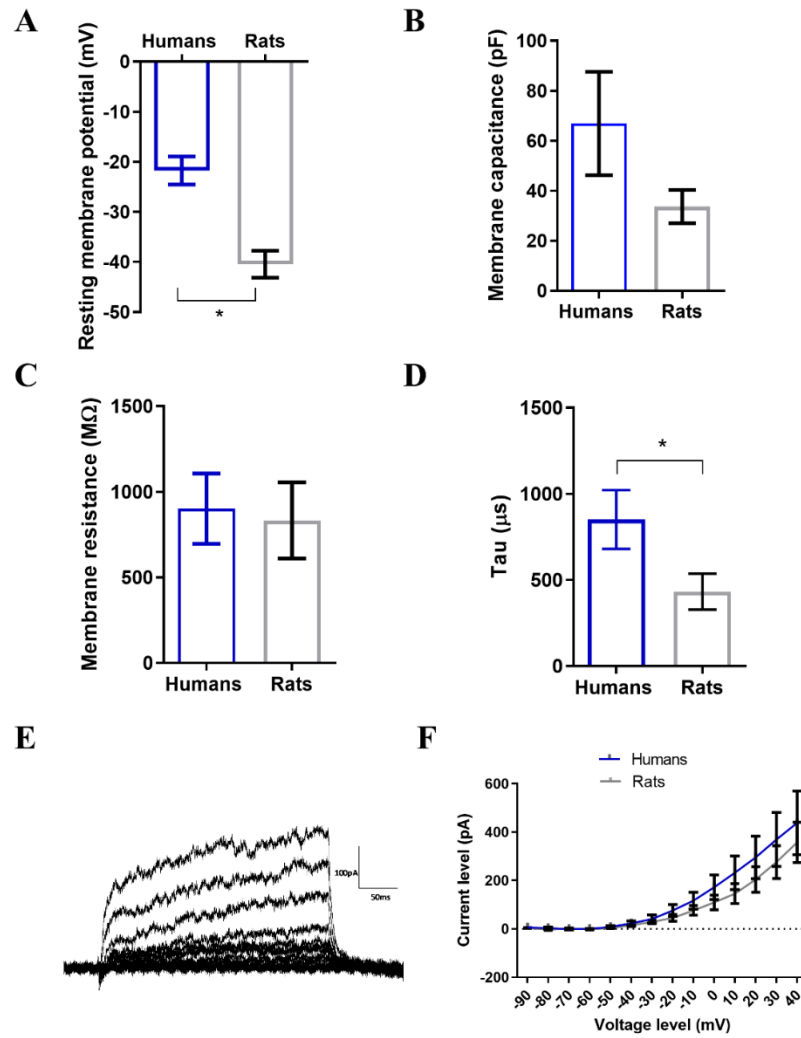 A
Humans Rats
Resting membrane potential (mV)
0
-10
-20
-30
-40
-50
*
B
Membrane capacitance (pF)
100
80
60
40
20
0
Humans Rats
C
Membrane resistance (MΩ)
1500
1000
500
0
Humans Rats
D
Tau (µs)
1500
1000
500
0
*
Humans Rats
E
100pA
50ms
F
Humans
Rats
Current level (pA)
600
400
200
0
-200
-90 -80 -70 -60 -50 -40 -30 -20 -10 0 10 20 30 40
Voltage level (mV)